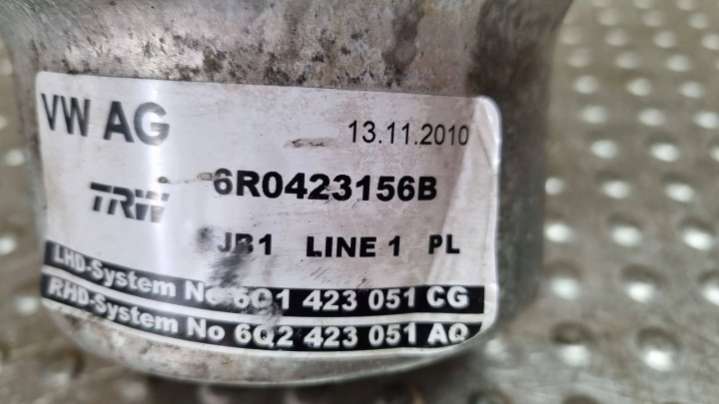 VW AG
13.11.2010
6R0423156B
TRW
JB1 LINE 1 PL
LHD-System No 6Q1 423 051 CG
RHD-System No 6Q2 423 051 AQ